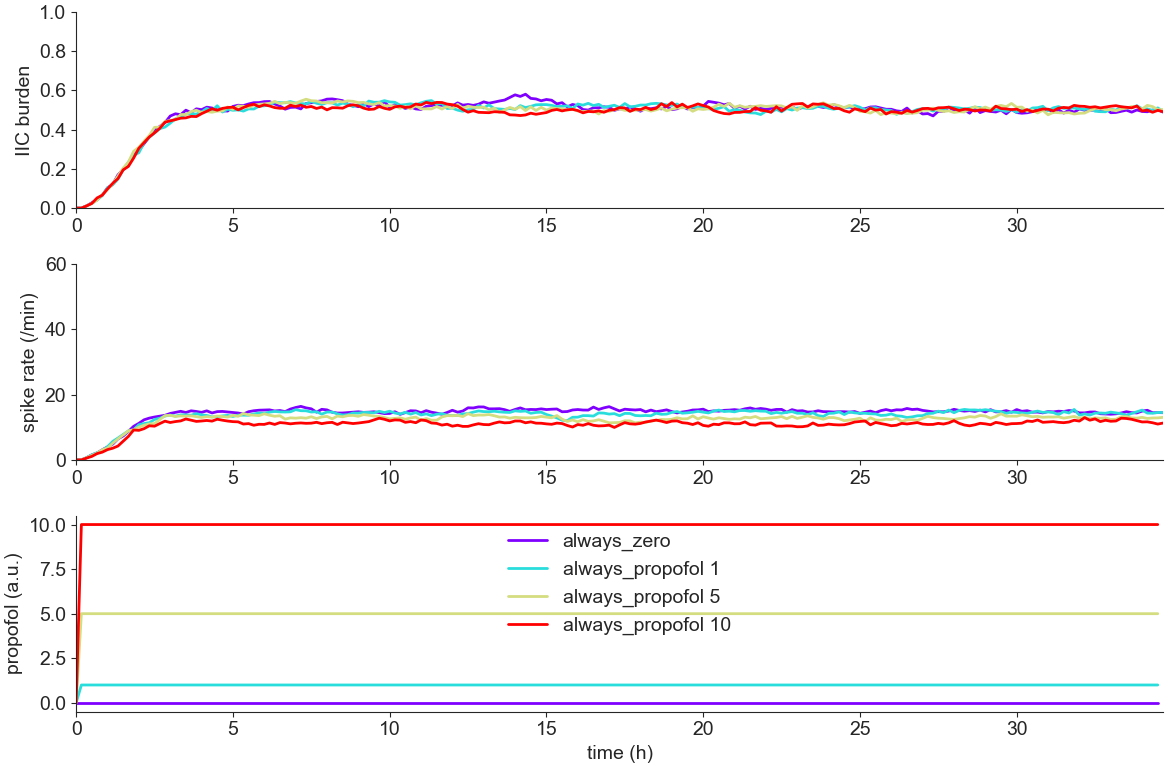 1.0
0.8
0.6
0.4
0.2
0.0
IIC burden
0 5 10 15 20 25 30
60
40
20
0
spike rate (/min)
0 5 10 15 20 25 30
10.0
7.5
5.0
2.5
0.0
propofol (a.u.)
always_zero
always_propofol 1
always_propofol 5
always_propofol 10
0 5 10 15 20 25 30
time (h)